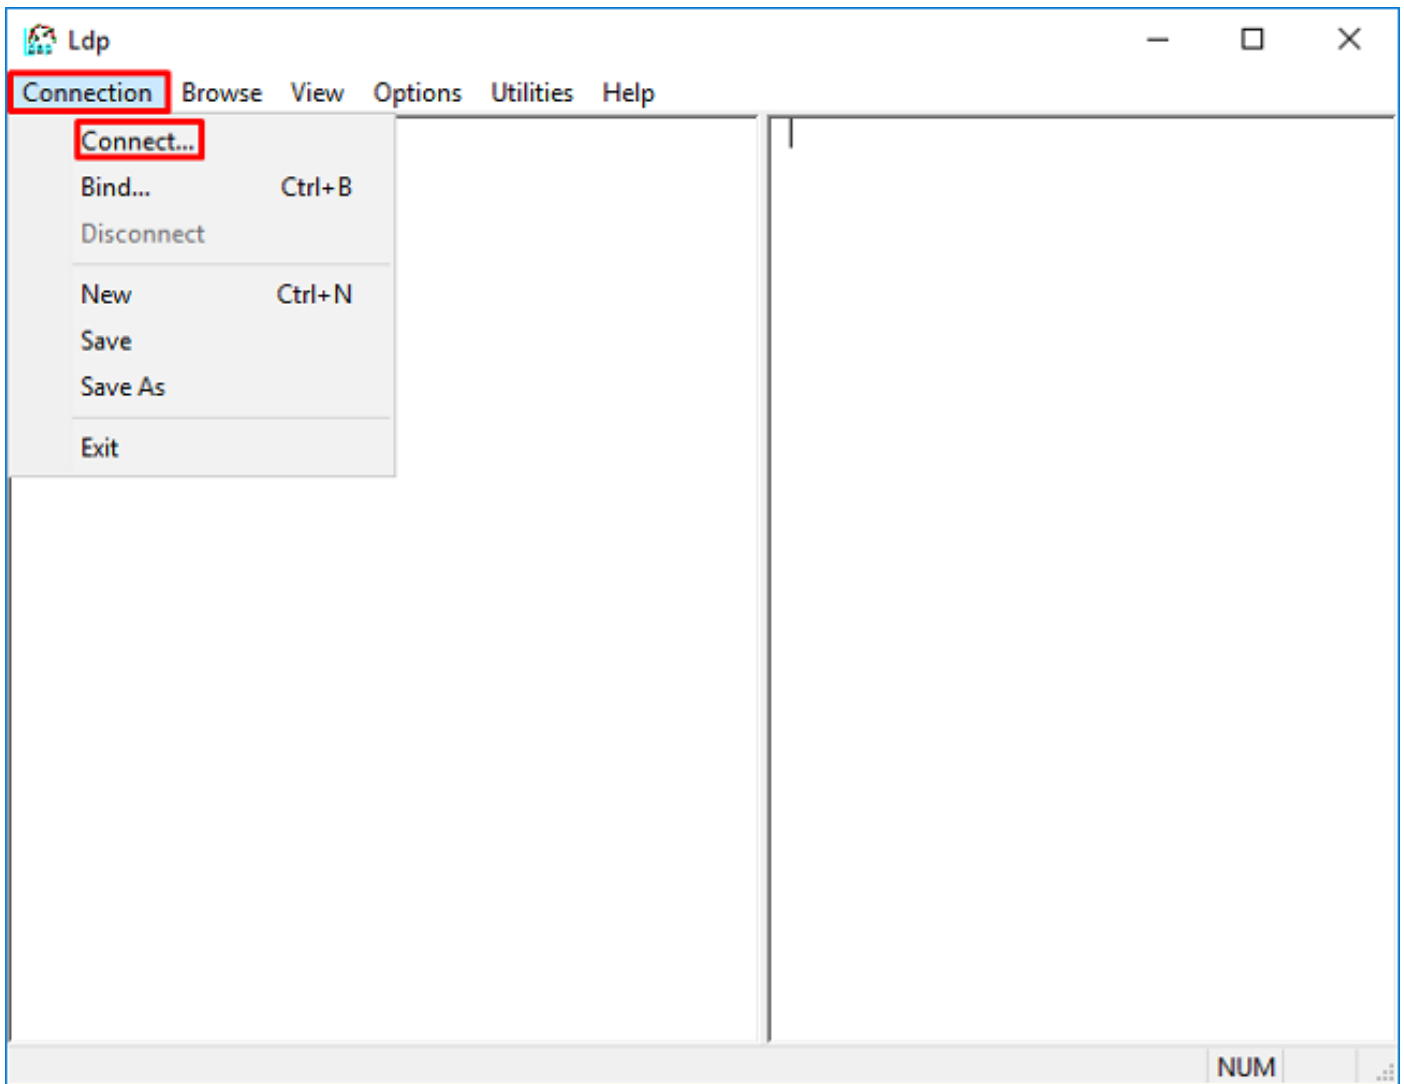 Ldp
Connection Browse View Options Utilities Help
Connect...
Bind... Ctrl+B
Disconnect
New Ctrl+N
Save
Save As
Exit
NUM